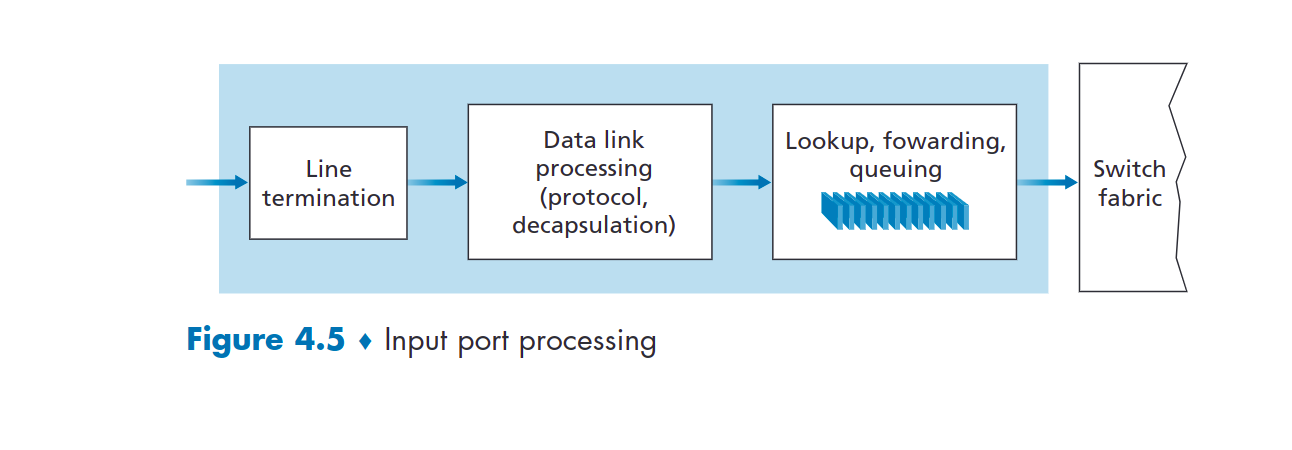 Line
termination
Data link
processing
(protocol,
decapsulation)
Lookup, fowarding,
queuing
Switch
fabric
Figure 4.5 ♦ Input port processing